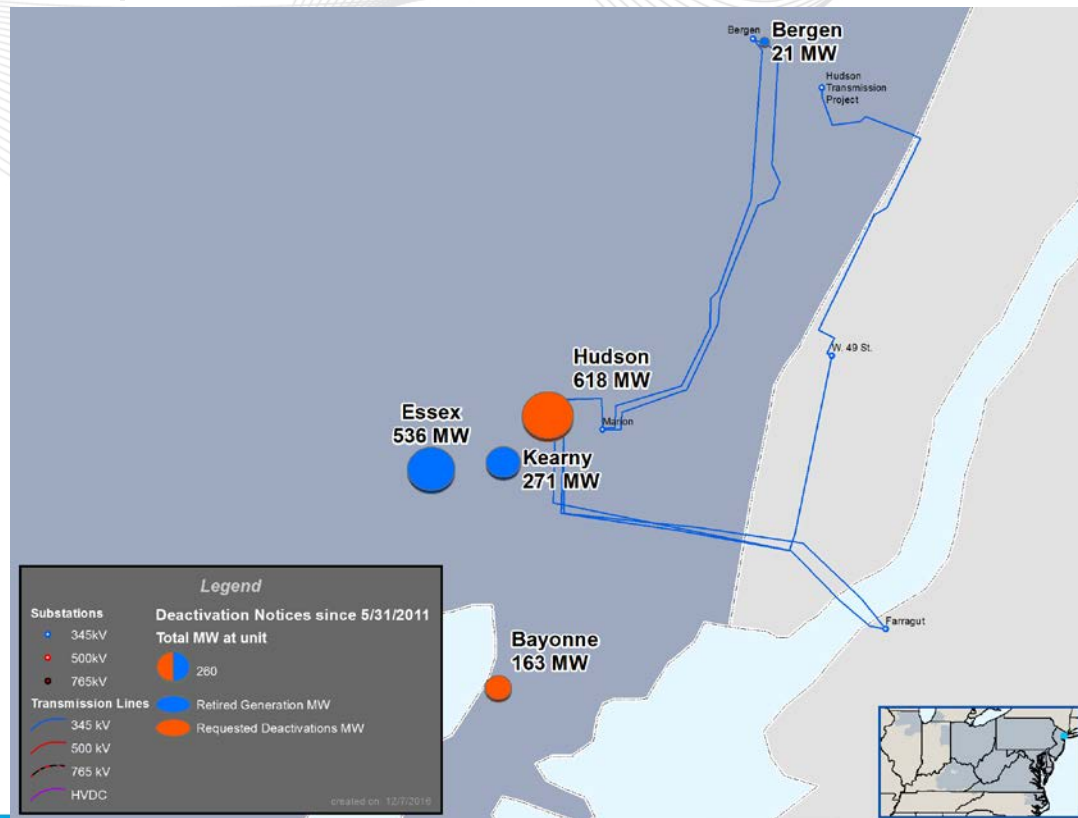 Bergen
Bergen
21 MW
Hudson
Transmission
Project
W. 49 St.
Hudson
618 MW
Marion
Essex
536 MW
Kearny
271 MW
Farragut
Bayonne
163 MW
Legend
Substations
345kV
500kV
765kV
Transmission Lines
345 kV
500 kV
765 kV
HVDC
Deactivation Notices since 5/31/2011
Total MW at unit
260
Retired Generation MW
Requested Deactivations MW
created on: 12/7/2016